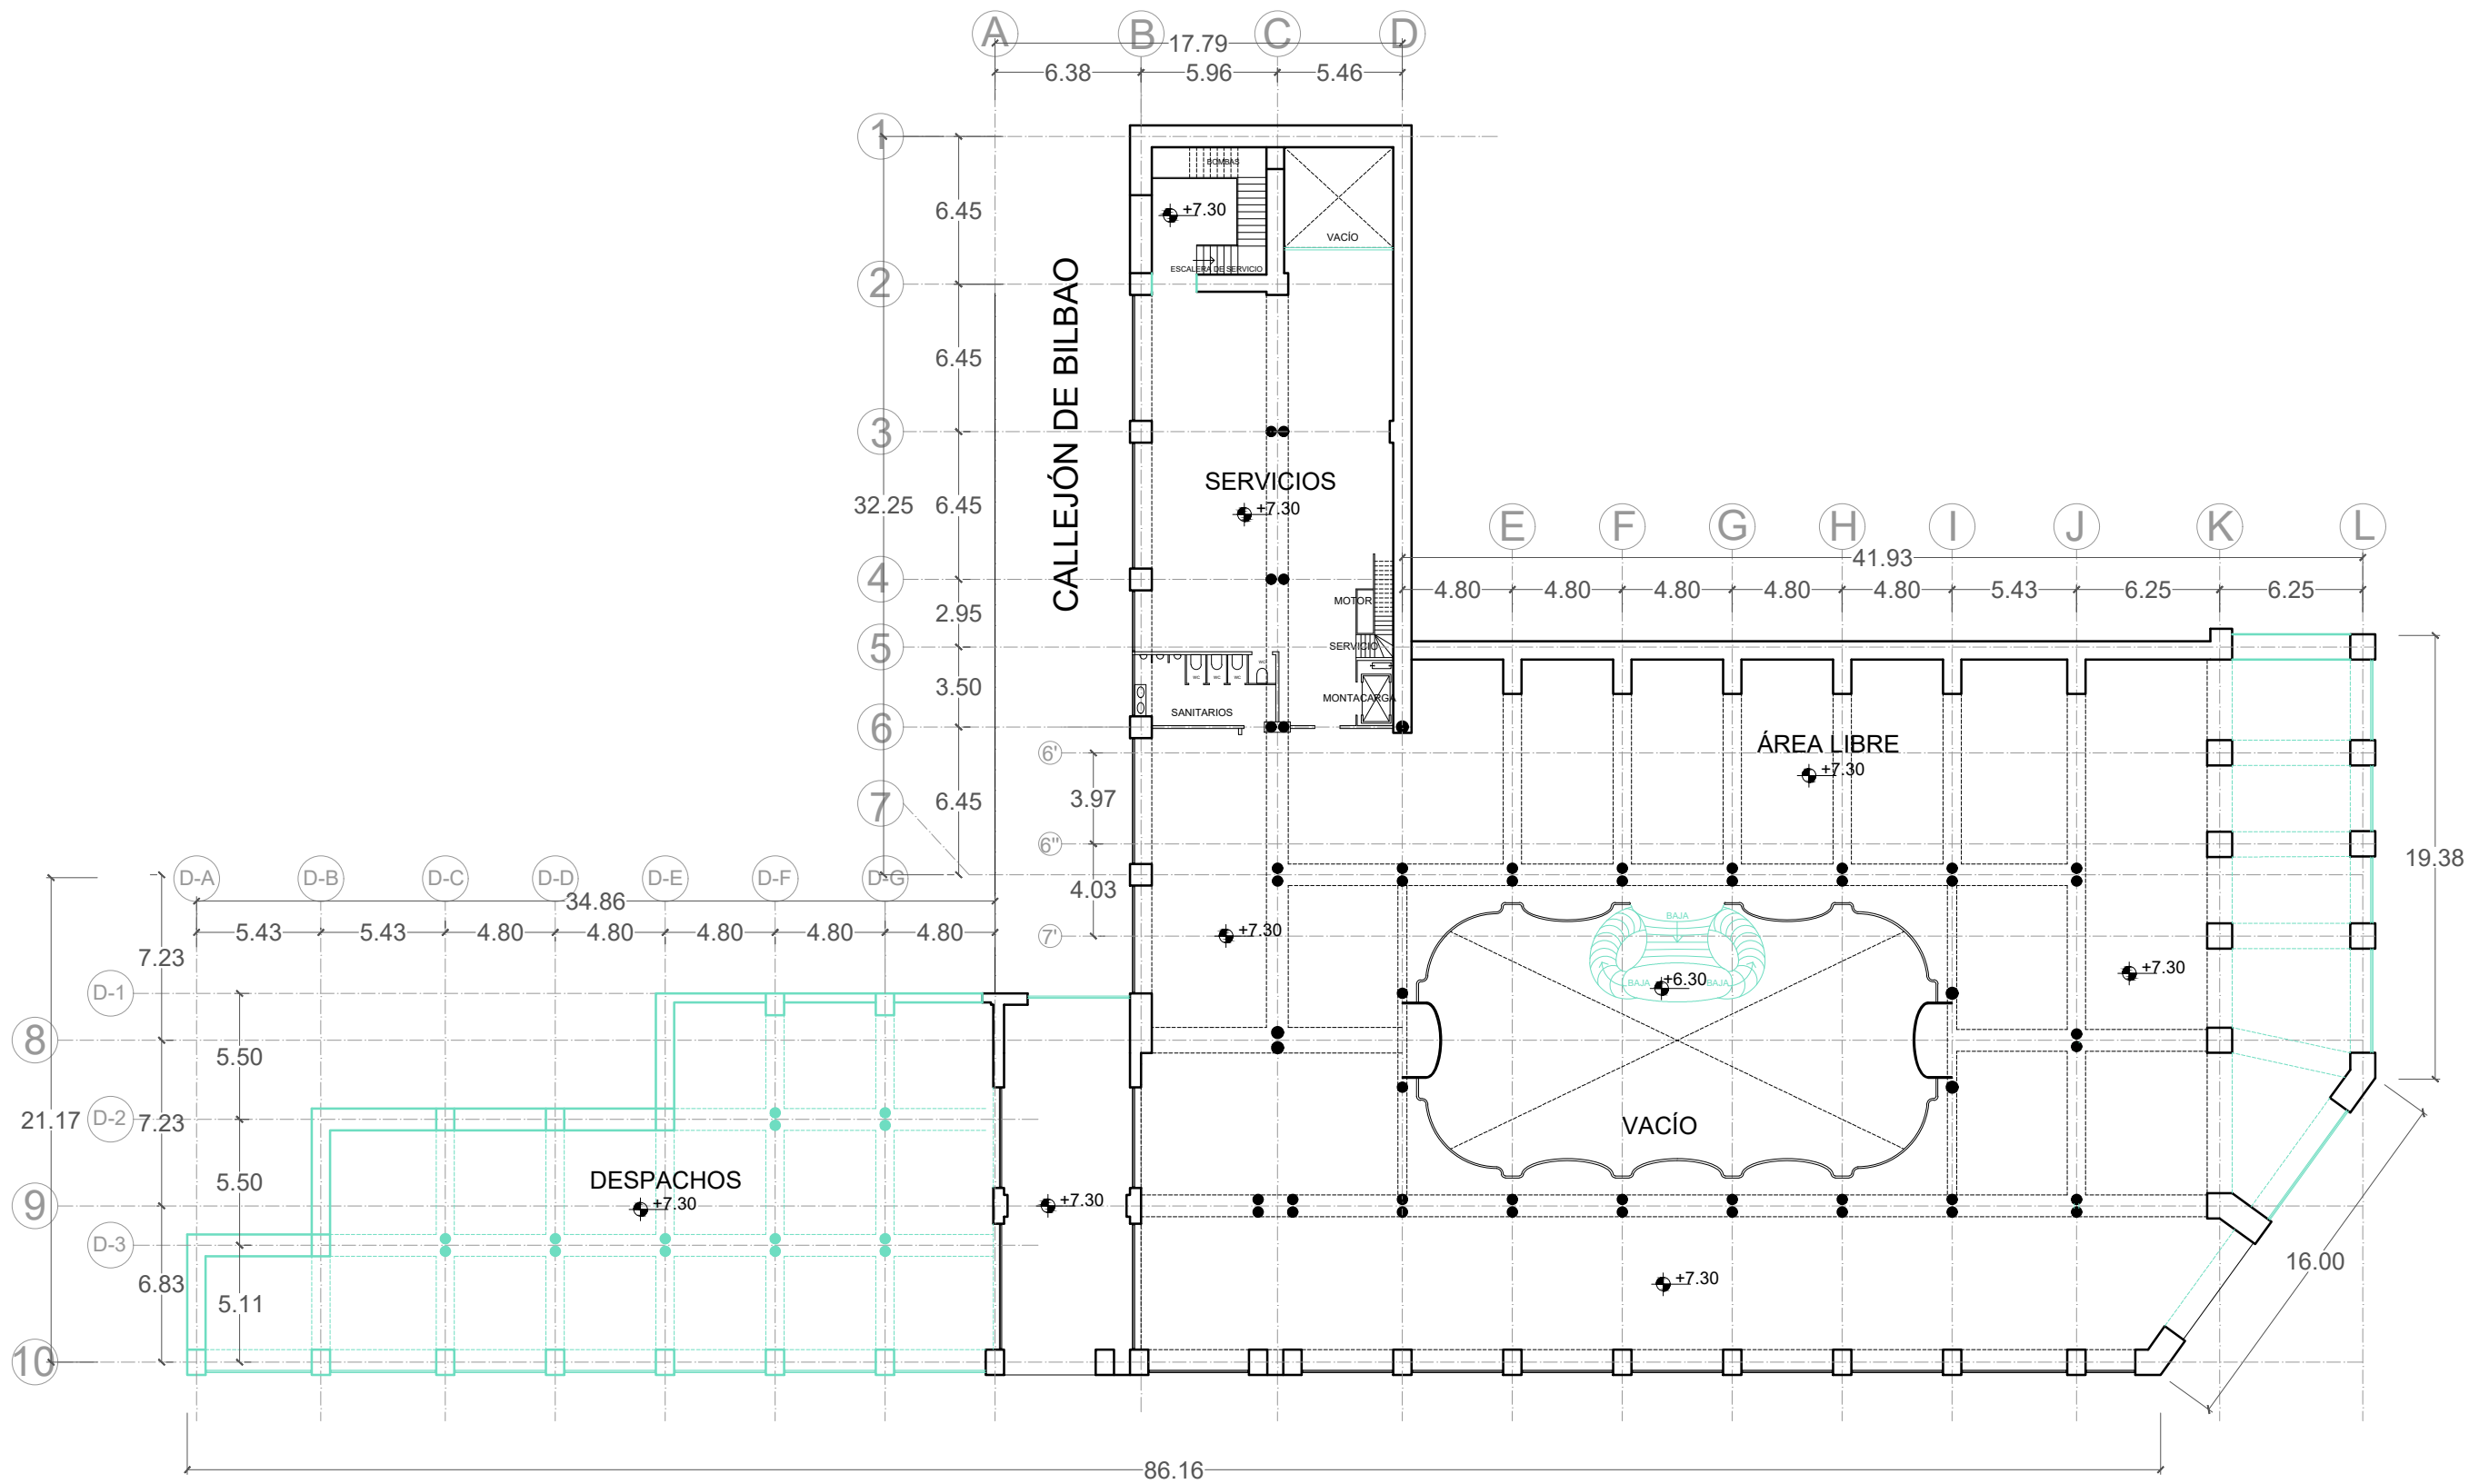 A
B
C
D
17.79
6.38
5.96
5.46
1
BOMBAS
6.45
+7.30
VACÍO
ESCALERA DE SERVICIO
2
CALLEJÓN DE BILBAO
6.45
3
SERVICIOS
32.25
6.45
+7.30
E
F
G
H
I
J
K
L
41.93
4
4.80
4.80
4.80
4.80
4.80
5.43
6.25
6.25
MOTOR
2.95
5
SERVICIO
WC
WC
WC
WC
3.50
MONTACARGA
SANITARIOS
6
ÁREA LIBRE
6'
+7.30
3.97
6.45
7
6"
19.38
D-A
D-B
D-C
D-D
D-E
D-F
D-G
4.03
34.86
BAJA
5.43
5.43
4.80
4.80
4.80
4.80
4.80
7'
+7.30
7.23
+7.30
+6.30
BAJA
BAJA
D-1
8
5.50
21.17
D-2
7.23
VACÍO
DESPACHOS
5.50
+7.30
+7.30
9
D-3
16.00
6.83
+7.30
5.11
10
86.16